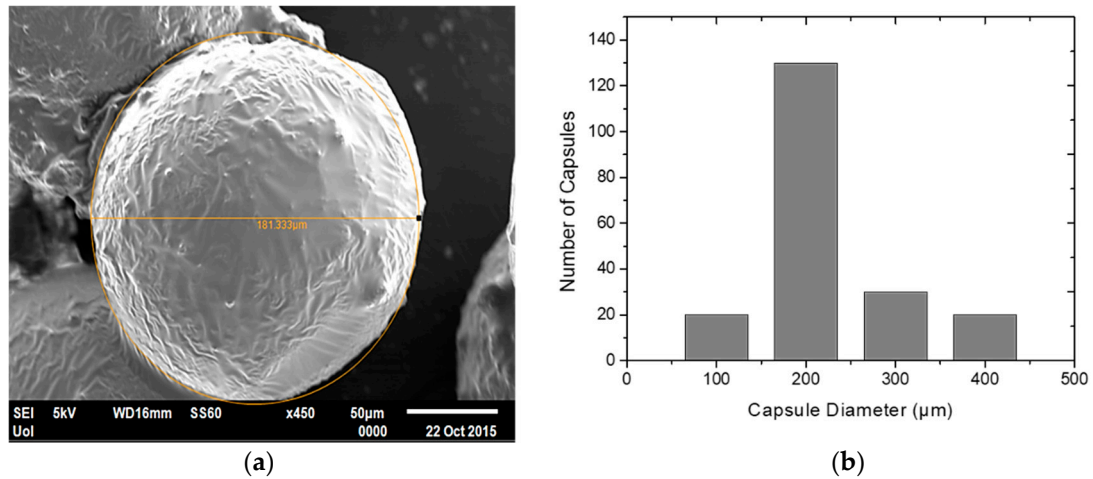 181.333µm
SEI 5kV WD16mm SS60 x450 50µm
UoI 0000 22 Oct 2015
(a)
Number of Capsules
140
120
100
80
60
40
20
0
0 100 200 300 400 500
Capsule Diameter (µm)
(b)